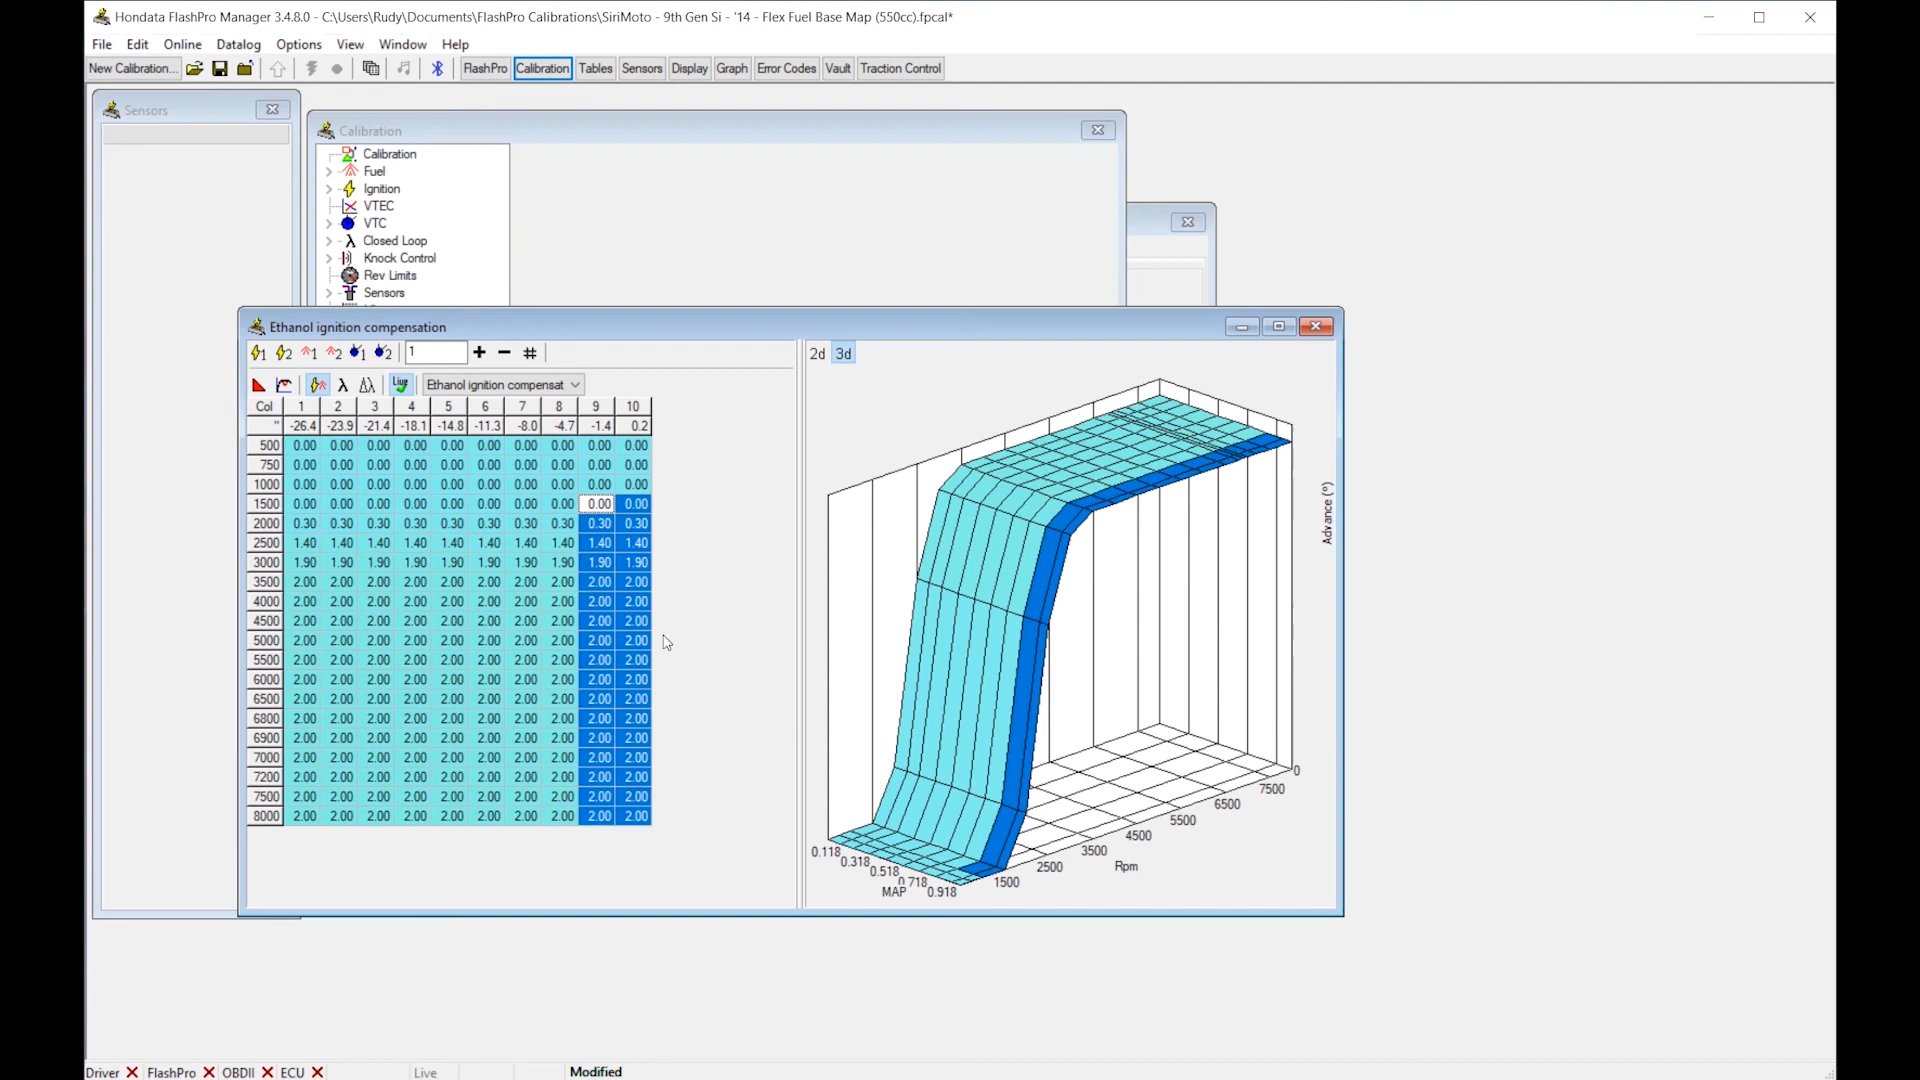 Hondata FlashPro Manager 3.4.8.0 - C:\Users\Rudy\Documents\FlashPro Calibrations\SiriMoto - 9th Gen Si - '14 - Flex Fuel Base Map (550cc).fpcal*
File Edit Online Datalog Options View Window Help
New Calibration... FlashPro Calibration Tables Sensors Display Graph Error Codes Vault Traction Control
Sensors
Calibration
Calibration
Fuel
Ignition
VTEC
VTC
Closed Loop
Knock Control
Rev Limits
Sensors
Ethanol ignition compensation
1 2 1 2 1 2 1 + - #
2d 3d
Live Ethanol ignition compensat
Col 1 2 3 4 5 6 7 8 9 10
" -26.4 -23.9 -21.4 -18.1 -14.8 -11.3 -8.0 -4.7 -1.4 0.2
500 0.00 0.00 0.00 0.00 0.00 0.00 0.00 0.00 0.00 0.00
750 0.00 0.00 0.00 0.00 0.00 0.00 0.00 0.00 0.00 0.00
1000 0.00 0.00 0.00 0.00 0.00 0.00 0.00 0.00 0.00 0.00
1500 0.00 0.00 0.00 0.00 0.00 0.00 0.00 0.00 0.00 0.00
2000 0.30 0.30 0.30 0.30 0.30 0.30 0.30 0.30 0.30 0.30
2500 1.40 1.40 1.40 1.40 1.40 1.40 1.40 1.40 1.40 1.40
3000 1.90 1.90 1.90 1.90 1.90 1.90 1.90 1.90 1.90 1.90
3500 2.00 2.00 2.00 2.00 2.00 2.00 2.00 2.00 2.00 2.00
4000 2.00 2.00 2.00 2.00 2.00 2.00 2.00 2.00 2.00 2.00
4500 2.00 2.00 2.00 2.00 2.00 2.00 2.00 2.00 2.00 2.00
5000 2.00 2.00 2.00 2.00 2.00 2.00 2.00 2.00 2.00 2.00
5500 2.00 2.00 2.00 2.00 2.00 2.00 2.00 2.00 2.00 2.00
6000 2.00 2.00 2.00 2.00 2.00 2.00 2.00 2.00 2.00 2.00
6500 2.00 2.00 2.00 2.00 2.00 2.00 2.00 2.00 2.00 2.00
6800 2.00 2.00 2.00 2.00 2.00 2.00 2.00 2.00 2.00 2.00
6900 2.00 2.00 2.00 2.00 2.00 2.00 2.00 2.00 2.00 2.00
7000 2.00 2.00 2.00 2.00 2.00 2.00 2.00 2.00 2.00 2.00
7200 2.00 2.00 2.00 2.00 2.00 2.00 2.00 2.00 2.00 2.00
7500 2.00 2.00 2.00 2.00 2.00 2.00 2.00 2.00 2.00 2.00
8000 2.00 2.00 2.00 2.00 2.00 2.00 2.00 2.00 2.00 2.00
Advance (º)
0
7500
6500
5500
4500
3500
2500
1500
Rpm
0.118
0.318
0.518
0.718
0.918
MAP
Driver FlashPro OBDII ECU Live Modified